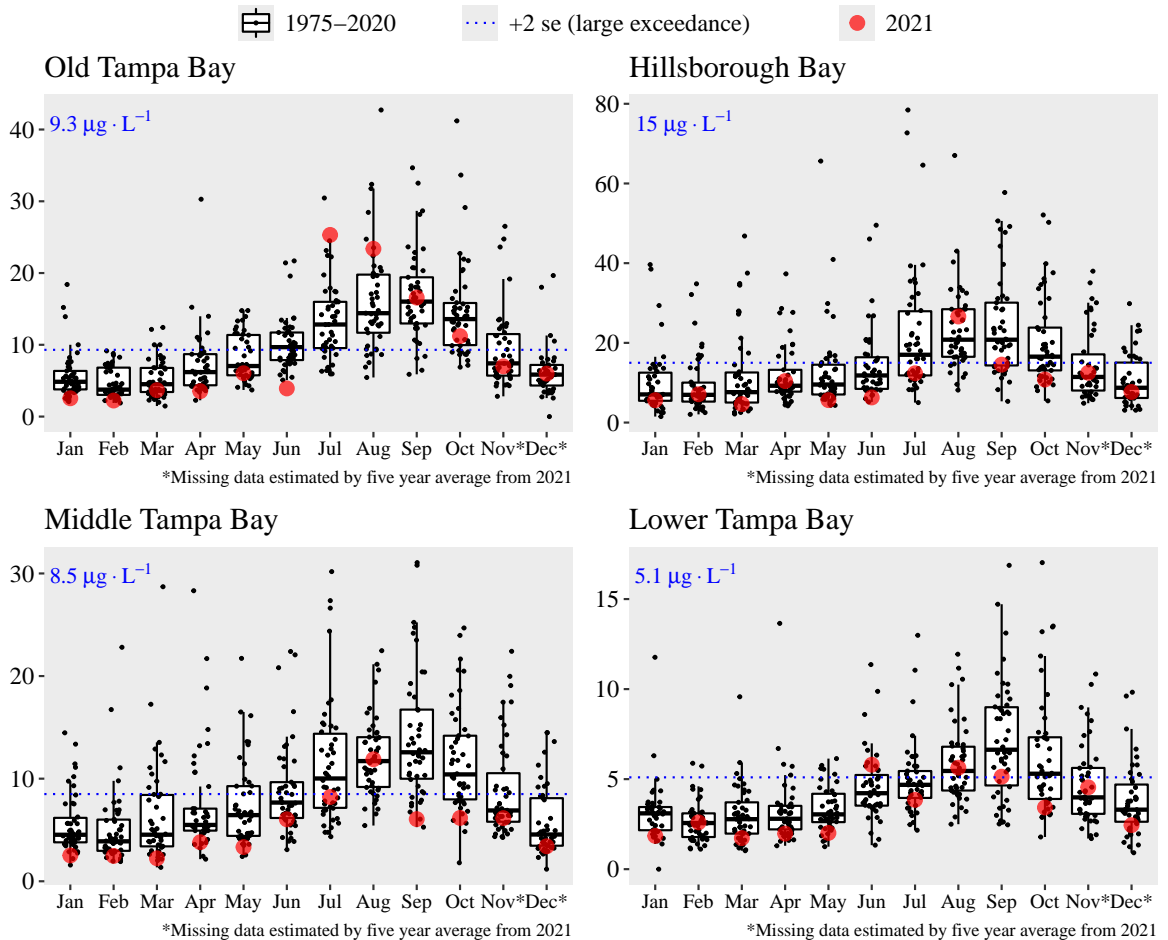 1975–2020 +2 se (large exceedance) 2021
Old Tampa Bay
9.3 μg · L⁻¹
40
30
20
10
0
Jan Feb Mar Apr May Jun Jul Aug Sep Oct Nov* Dec*
*Missing data estimated by five year average from 2021
Hillsborough Bay
15 μg · L⁻¹
80
60
40
20
0
Jan Feb Mar Apr May Jun Jul Aug Sep Oct Nov* Dec*
*Missing data estimated by five year average from 2021
Middle Tampa Bay
8.5 μg · L⁻¹
30
20
10
0
Jan Feb Mar Apr May Jun Jul Aug Sep Oct Nov* Dec*
*Missing data estimated by five year average from 2021
Lower Tampa Bay
5.1 μg · L⁻¹
15
10
5
0
Jan Feb Mar Apr May Jun Jul Aug Sep Oct Nov* Dec*
*Missing data estimated by five year average from 2021